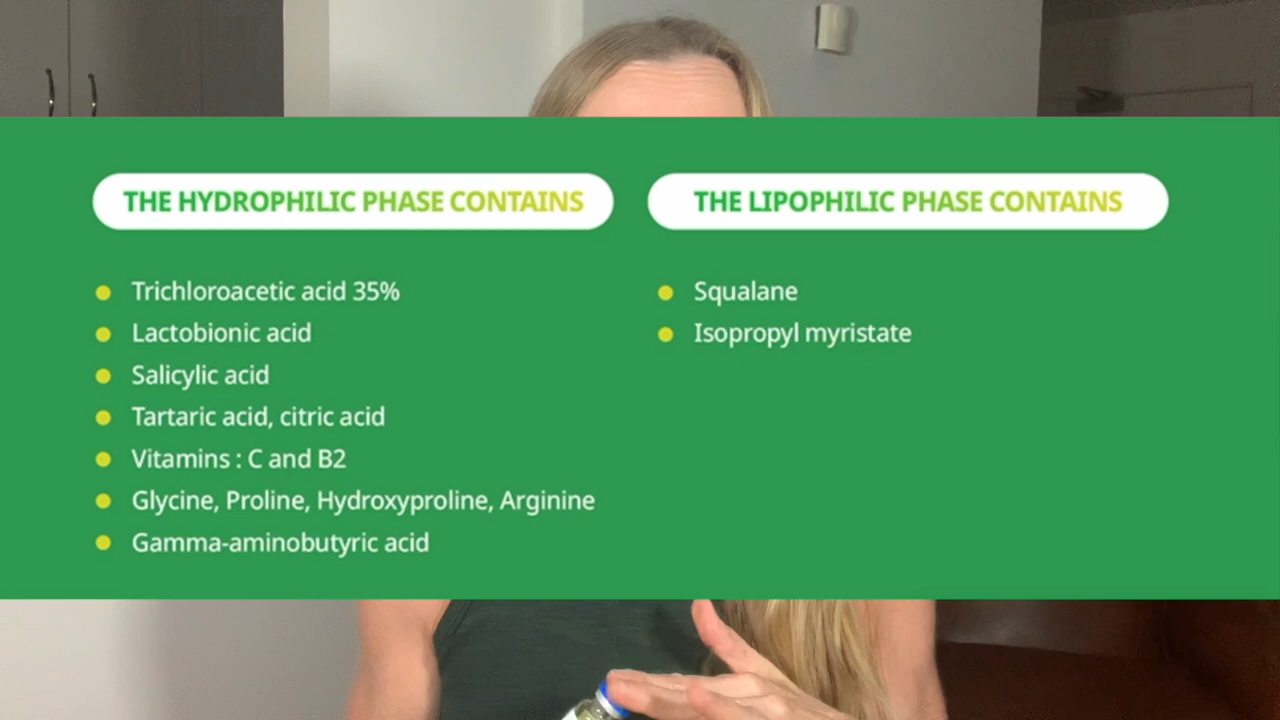 THE HYDROPHILIC PHASE CONTAINS
Trichloroacetic acid 35%
Lactobionic acid
Salicylic acid
Tartaric acid, citric acid
Vitamins : C and B2
Glycine, Proline, Hydroxyproline, Arginine
Gamma-aminobutyric acid
THE LIPOPHILIC PHASE CONTAINS
Squalane
Isopropyl myristate